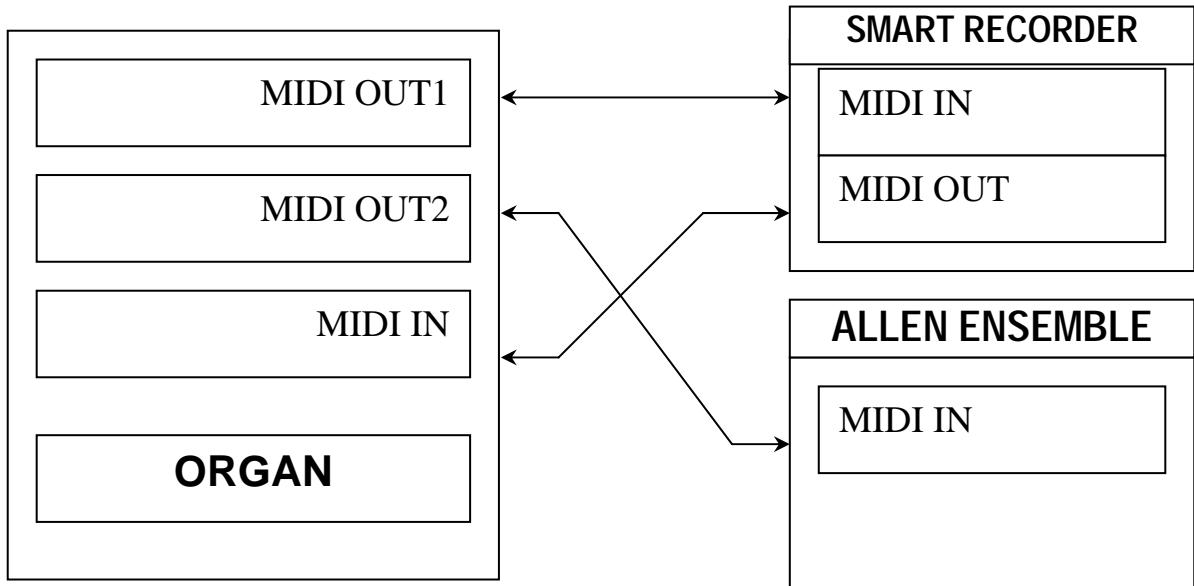 MIDI OUT1
MIDI OUT2
MIDI IN
ORGAN
SMART RECORDER
MIDI IN
MIDI OUT
ALLEN ENSEMBLE
MIDI IN